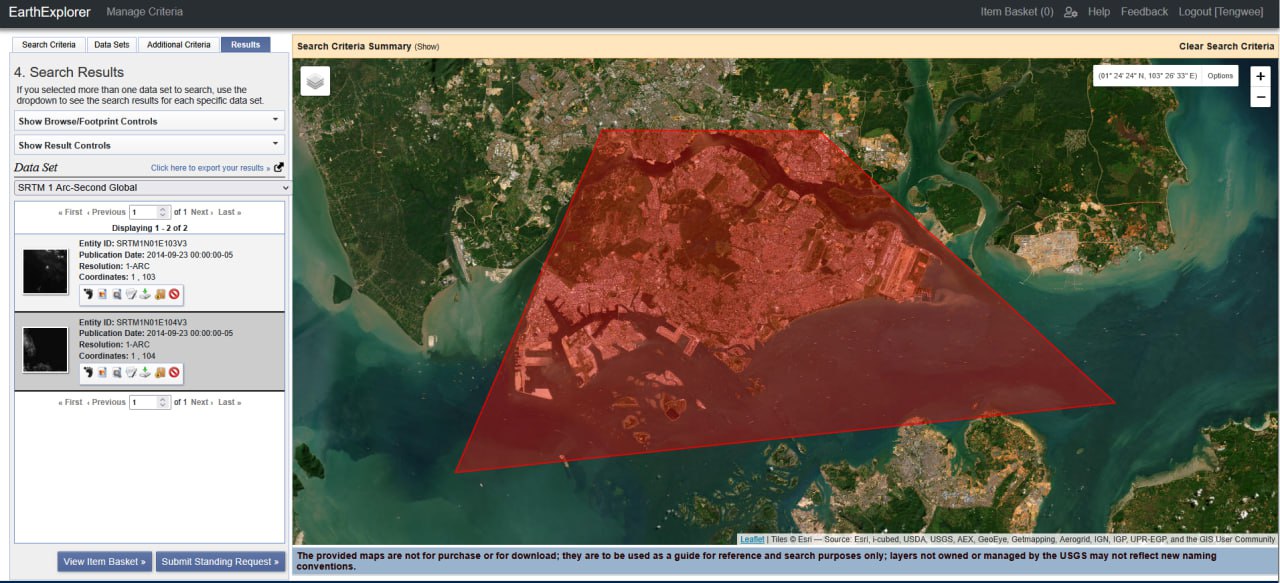 EarthExplorer Manage Criteria Item Basket (0) Help Feedback Logout [Tengwee]
Search Criteria Data Sets Additional Criteria Results
4. Search Results
If you selected more than one data set to search, use the
dropdown to see the search results for each specific data set.
Show Browse/Footprint Controls
Show Result Controls
Data Set Click here to export your results »
SRTM 1 Arc-Second Global
« First ‹ Previous 1 of 1 Next › Last »
Displaying 1 - 2 of 2
Entity ID: SRTM1N01E103V3
Publication Date: 2014-09-23 00:00:00-05
Resolution: 1-ARC
Coordinates: 1 , 103
Entity ID: SRTM1N01E104V3
Publication Date: 2014-09-23 00:00:00-05
Resolution: 1-ARC
Coordinates: 1 , 104
« First ‹ Previous 1 of 1 Next › Last »
View Item Basket » Submit Standing Request »
Search Criteria Summary (Show) Clear Search Criteria
(01° 24' 24" N, 103° 26' 33" E) Options
+
−
Leaflet | Tiles © Esri — Source: Esri, i-cubed, USDA, USGS, AEX, GeoEye, Getmapping, Aerogrid, IGN, IGP, UPR-EGP, and the GIS User Community
The provided maps are not for purchase or for download; they are to be used as a guide for reference and search purposes only; layers not owned or managed by the USGS may not reflect new naming
conventions.